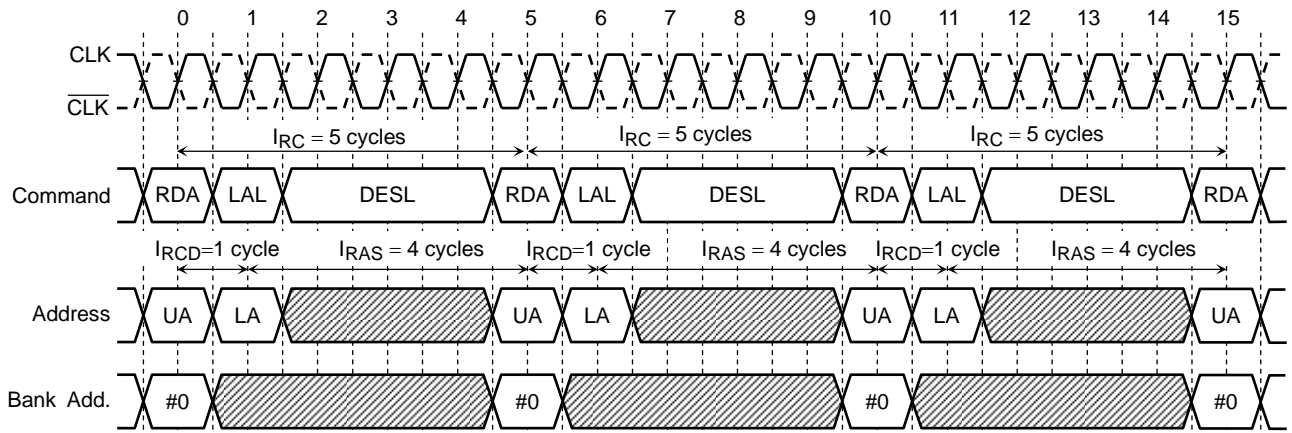 0 1 2 3 4 5 6 7 8 9 10 11 12 13 14 15
CLK
CLK
IRC = 5 cycles IRC = 5 cycles IRC = 5 cycles
Command RDA LAL DESL RDA LAL DESL RDA LAL DESL RDA
IRCD=1 cycle IRAS = 4 cycles IRCD=1 cycle IRAS = 4 cycles IRCD=1 cycle IRAS = 4 cycles
Address UA LA UA LA UA LA UA
Bank Add. #0 #0 #0 #0